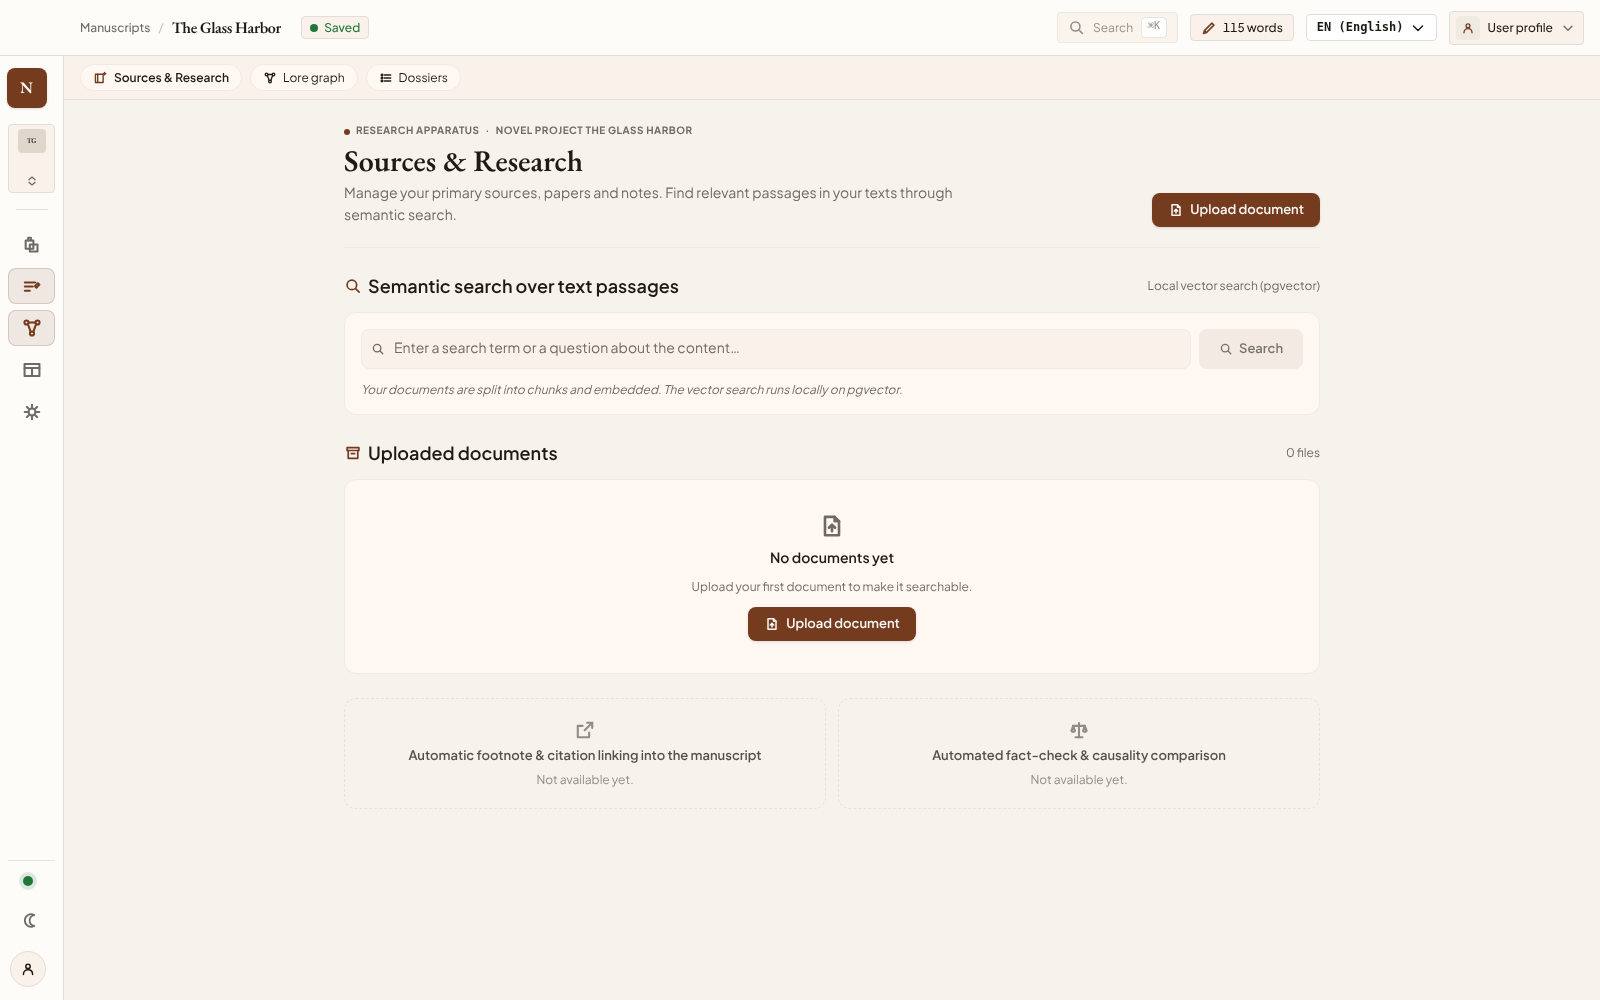 Manuscripts / The Glass Harbor Saved Search ⌘K 115 words EN (English) User profile
N
TG
Sources & Research Lore graph Dossiers
RESEARCH APPARATUS · NOVEL PROJECT THE GLASS HARBOR
Sources & Research
Manage your primary sources, papers and notes. Find relevant passages in your texts through
semantic search.
Upload document
Semantic search over text passages
Local vector search (pgvector)
Enter a search term or a question about the content...
Search
Your documents are split into chunks and embedded. The vector search runs locally on pgvector.
Uploaded documents
0 files
No documents yet
Upload your first document to make it searchable.
Upload document
Automatic footnote & citation linking into the manuscript
Not available yet.
Automated fact-check & causality comparison
Not available yet.